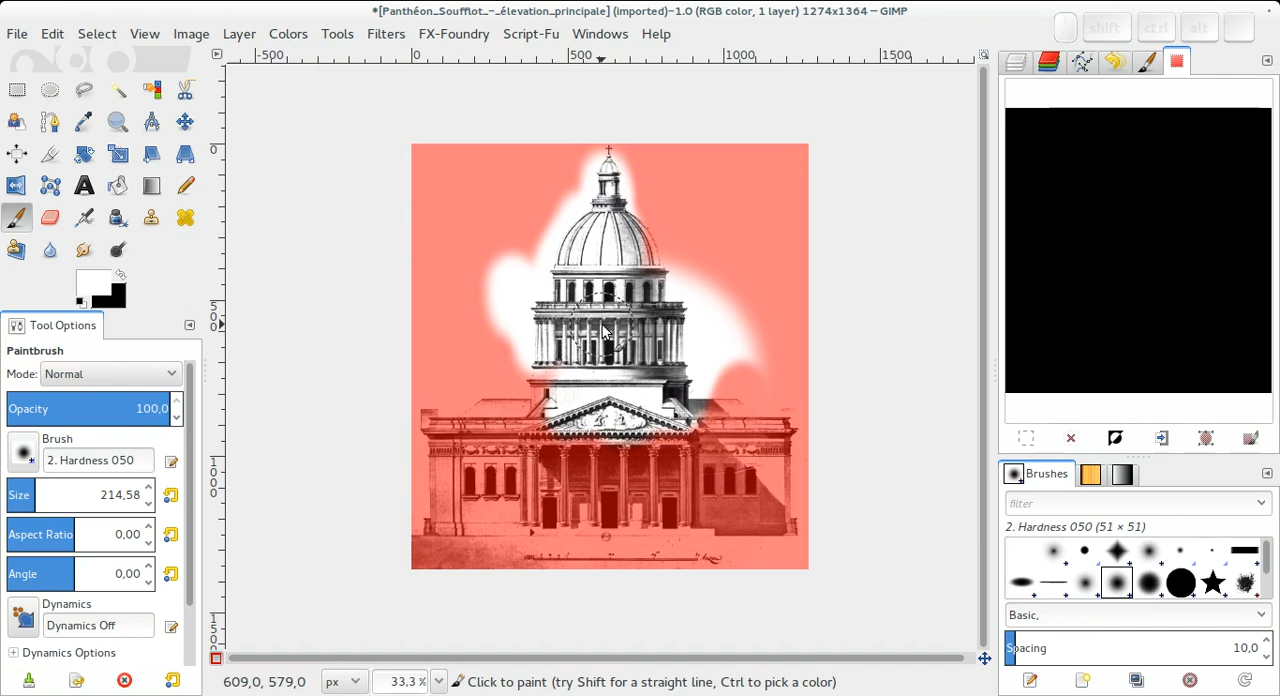 *[Panthéon_Soufflot_-_élevation_principale] (imported)-1.0 (RGB color, 1 layer) 1274x1364 – GIMP
File Edit Select View Image Layer Colors Tools Filters FX-Foundry Script-Fu Windows Help
shift ctrl alt
-500 0 500 1000 1500
0
500
1000
1500
Tool Options
Paintbrush
Mode: Normal
Opacity 100,0
Brush
2. Hardness 050
Size 214,58
Aspect Ratio 0,00
Angle 0,00
Dynamics
Dynamics Off
Dynamics Options
609,0, 579,0 px 33,3 % Click to paint (try Shift for a straight line, Ctrl to pick a color)
Brushes
filter
2. Hardness 050 (51 × 51)
Basic,
Spacing 10,0